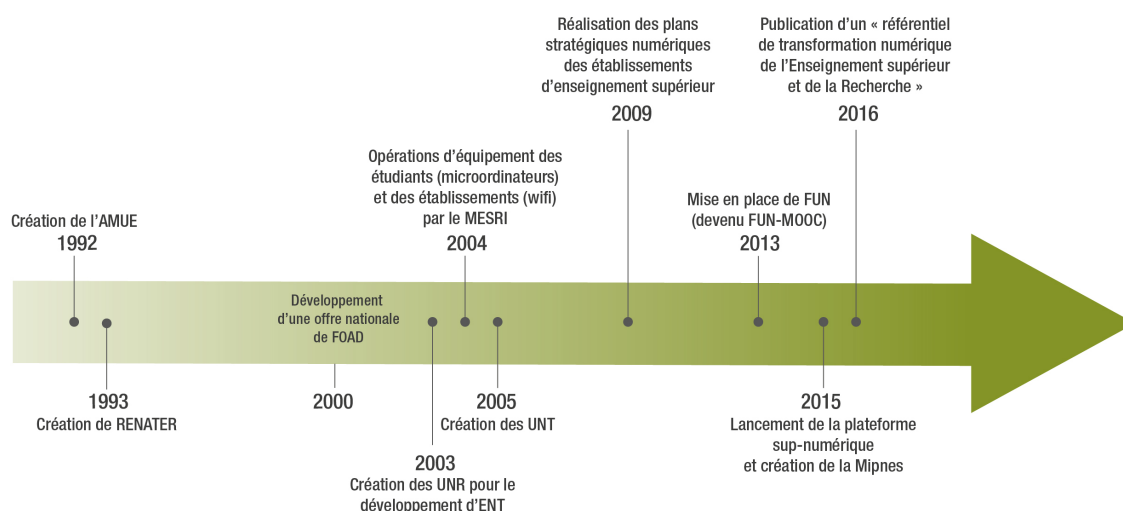 Création de l’AMUE
1992
1993
Création de RENATER
Développement
d’une offre nationale
de FOAD
2000
2003
Création des UNR pour le
développement d’ENT
Opérations d’équipement des
étudiants (microordinateurs)
et des établissements (wifi)
par le MESRI
2004
2005
Création des UNT
Réalisation des plans
stratégiques numériques
des établissements
d’enseignement supérieur
2009
Mise en place de FUN
(devenu FUN-MOOC)
2013
2015
Lancement de la plateforme
sup-numérique
et création de la Mipnes
Publication d’un « référentiel
de transformation numérique
de l’Enseignement supérieur
et de la Recherche »
2016